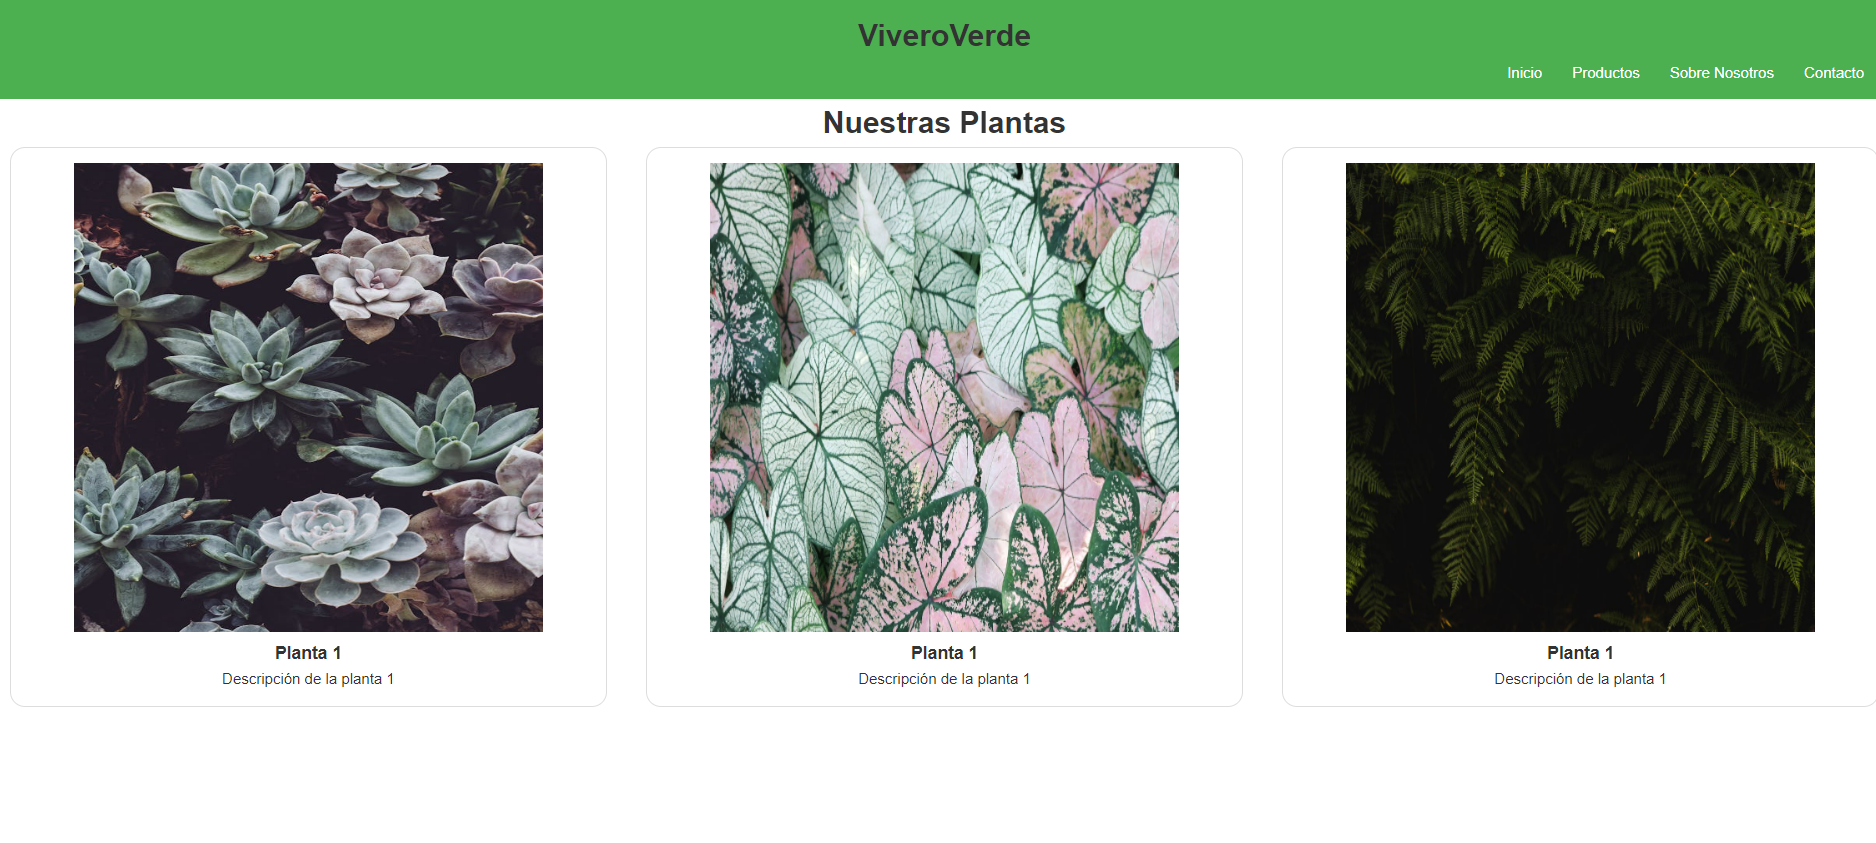 ViveroVerde
Inicio Productos Sobre Nosotros Contacto
Nuestras Plantas
Planta 1 Planta 1 Planta 1
Descripción de la planta 1 Descripción de la planta 1 Descripción de la planta 1